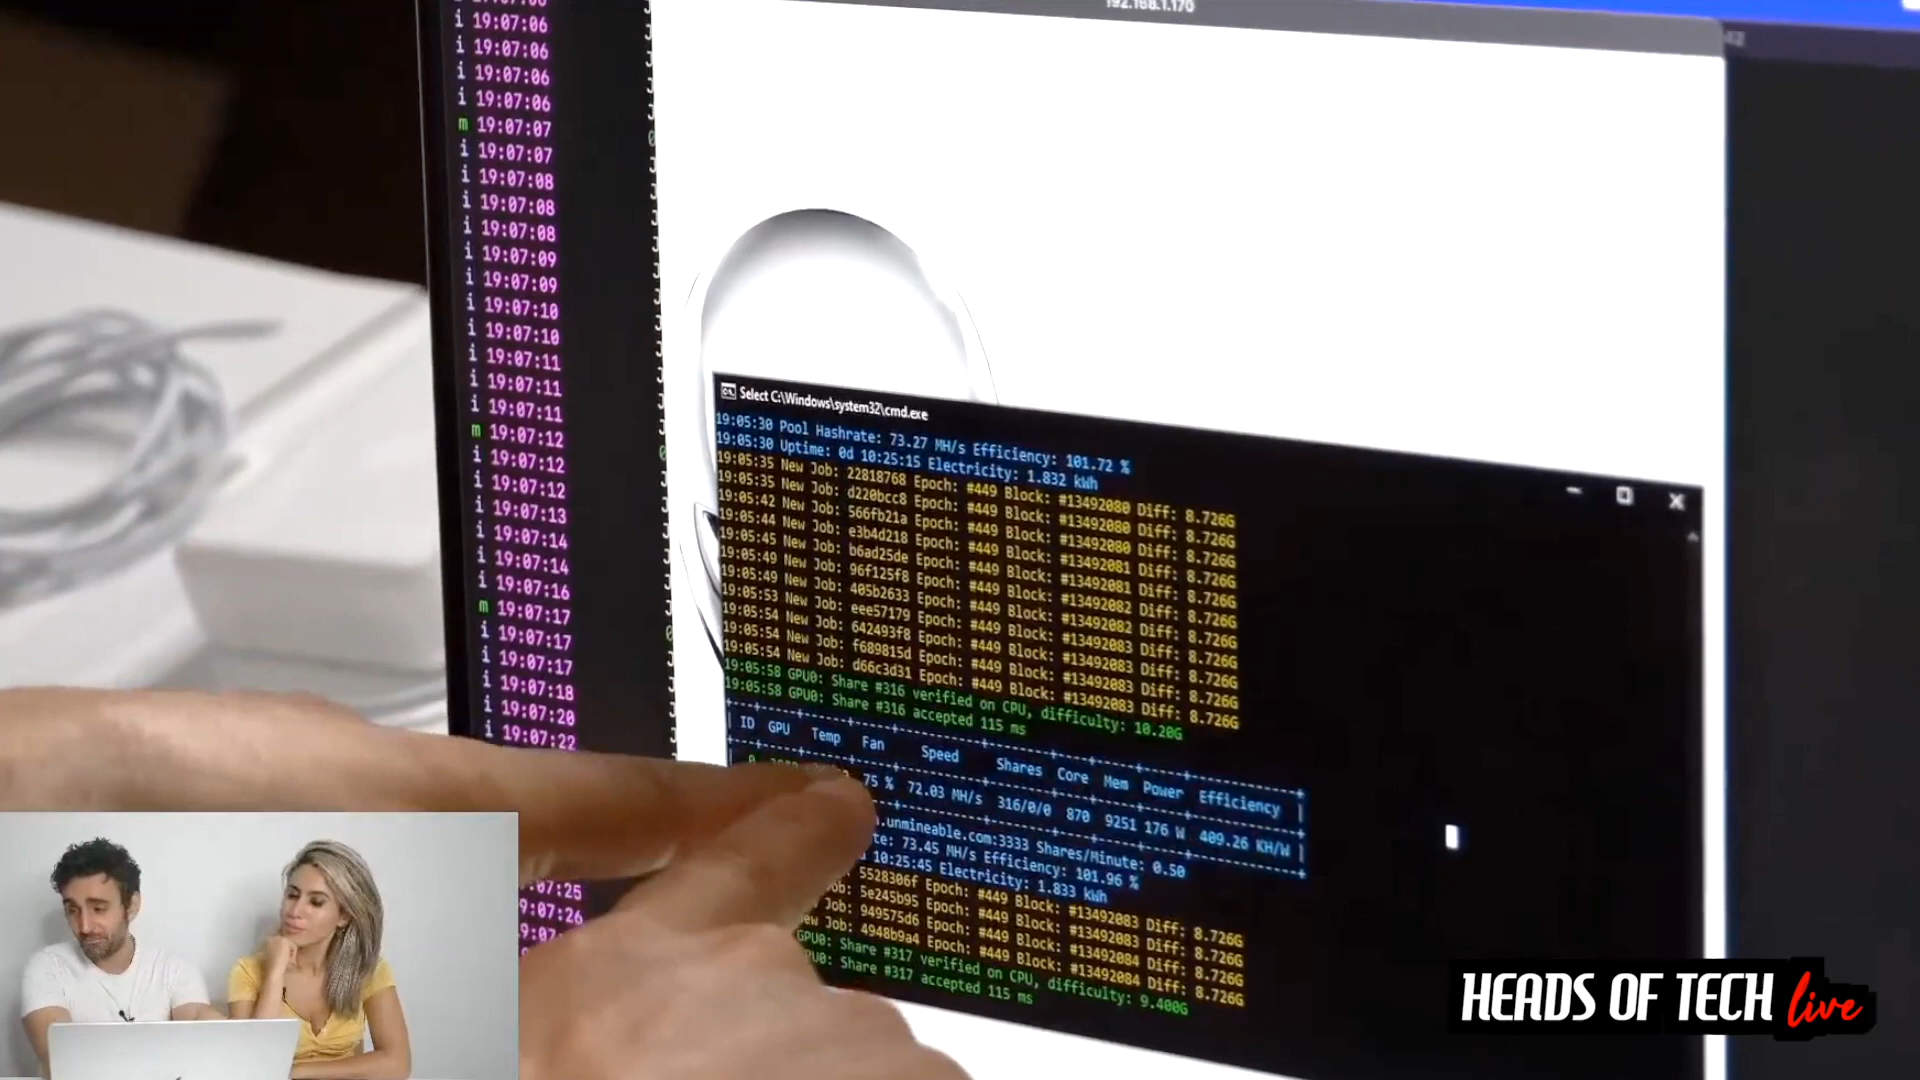 192.168.1.170
i 19:07:06
i 19:07:06
i 19:07:06
i 19:07:06
m 19:07:07
i 19:07:07
i 19:07:08
i 19:07:08
i 19:07:08
i 19:07:09
i 19:07:09
i 19:07:10
i 19:07:10
i 19:07:11
i 19:07:11
i 19:07:11
m 19:07:12
i 19:07:12
i 19:07:12
i 19:07:13
i 19:07:14
i 19:07:14
i 19:07:16
m 19:07:17
i 19:07:17
i 19:07:17
i 19:07:18
i 19:07:20
i 19:07:22
07:25
07:26
Select C:\Windows\system32\cmd.exe
19:05:30 Pool Hashrate: 73.27 MH/s Efficiency: 101.72 %
19:05:30 Uptime: 0d 10:25:15 Electricity: 1.832 kWh
19:05:35 New Job: 22818768 Epoch: #449 Block: #13492080 Diff: 8.726G
19:05:35 New Job: d220bcc8 Epoch: #449 Block: #13492080 Diff: 8.726G
19:05:42 New Job: 566fb21a Epoch: #449 Block: #13492080 Diff: 8.726G
19:05:44 New Job: e3b4d218 Epoch: #449 Block: #13492081 Diff: 8.726G
19:05:45 New Job: b6ad25de Epoch: #449 Block: #13492081 Diff: 8.726G
19:05:49 New Job: 96f125f8 Epoch: #449 Block: #13492082 Diff: 8.726G
19:05:49 New Job: 405b2633 Epoch: #449 Block: #13492082 Diff: 8.726G
19:05:53 New Job: eee57179 Epoch: #449 Block: #13492083 Diff: 8.726G
19:05:54 New Job: 642493f8 Epoch: #449 Block: #13492083 Diff: 8.726G
19:05:54 New Job: f689815d Epoch: #449 Block: #13492083 Diff: 8.726G
19:05:54 New Job: d66c3d31 Epoch: #449 Block: #13492083 Diff: 8.726G
19:05:58 GPU0: Share #316 verified on CPU, difficulty: 10.20G
19:05:58 GPU0: Share #316 accepted 115 ms
ID GPU Temp Fan Speed Shares Core Mem Power Efficiency
0 75 % 72.03 MH/s 316/0/0 870 9251 176 W 409.26 KH/W
.unmineable.com:3333 Shares/Minute: 0.50
te: 73.45 MH/s Efficiency: 101.96 %
10:25:45 Electricity: 1.833 kWh
5528306f Epoch: #449 Block: #13492083 Diff: 8.726G
ob: 5e245b95 Epoch: #449 Block: #13492083 Diff: 8.726G
Job: 949575d6 Epoch: #449 Block: #13492084 Diff: 8.726G
Job: 4948b9a4 Epoch: #449 Block: #13492084 Diff: 8.726G
GPU0: Share #317 verified on CPU, difficulty: 9.400G
PU0: Share #317 accepted 115 ms
HEADS OF TECH live